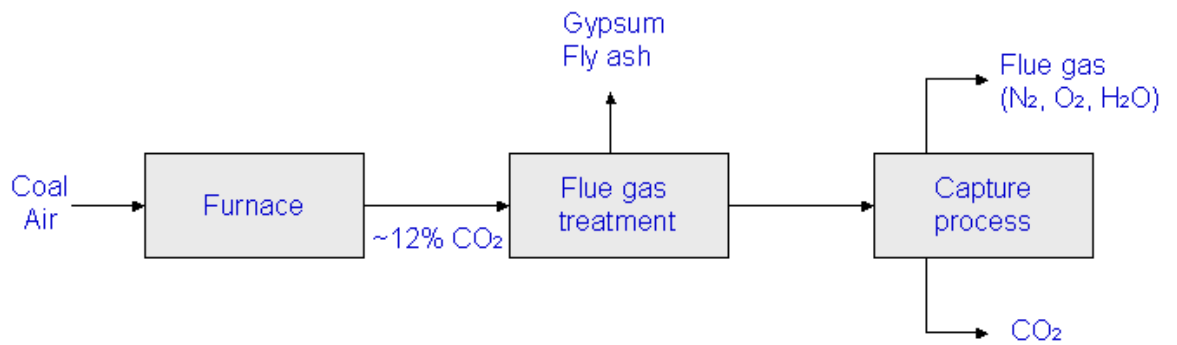 Gypsum
Fly ash
Flue gas
(N₂, O₂, H₂O)
Coal
Air
Furnace
~12% CO₂
Flue gas
treatment
Capture
process
CO₂